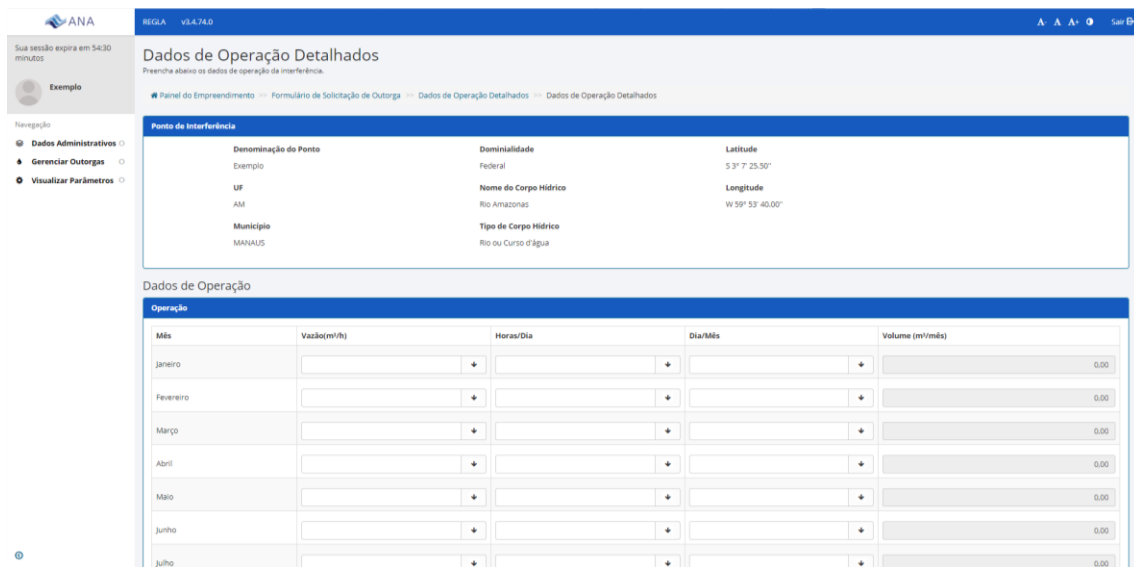 ANA
REGLA v3.4.74.0
A- A A+ Sair
Sua sessão expira em 54:30
minutos
Exemplo
Navegação
Dados Administrativos
Gerenciar Outorgas
Visualizar Parâmetros
Dados de Operação Detalhados
Preencha abaixo os dados de operação da interferência.
Painel do Empreendimento >> Formulário de Solicitação de Outorga >> Dados de Operação Detalhados >> Dados de Operação Detalhados
Ponto de Interferência
Denominação do Ponto Dominialidade Latitude
Exemplo Federal S 3° 7' 25.50"
UF Nome do Corpo Hídrico Longitude
AM Rio Amazonas W 59° 53' 40.00"
Município Tipo de Corpo Hídrico
MANAUS Rio ou Curso d'água
Dados de Operação
Operação
Mês Vazão(m³/h) Horas/Dia Dia/Mês Volume (m³/mês)
Janeiro 0,00
Fevereiro 0,00
Março 0,00
Abril 0,00
Maio 0,00
Junho 0,00
Julho 0,00